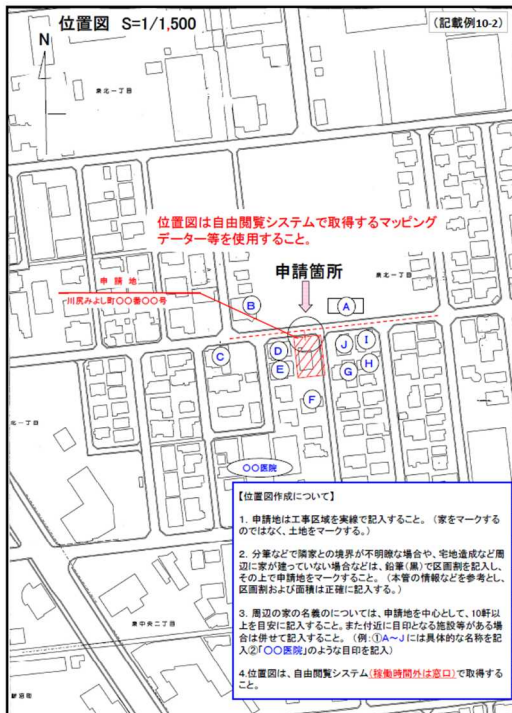 位置図 S=1/1,500
（記載例10-2）
N
泉北一丁目
位置図は自由閲覧システムで取得するマッピング
データー等を使用すること。
申請地
川尻みよし町〇〇番〇〇号
申請箇所
泉北一丁目
B
A
C
D
E
J
I
G
H
F
北一丁目
〇〇医院
【位置図作成について】
1．申請地は工事区域を実線で記入すること。（家をマークする
のではなく、土地をマークする。）
2．分筆などで隣家との境界が不明瞭な場合や、宅地造成など周
辺に家が建っていない場合などは、鉛筆（黒）で区画割を記入し、
その上で申請地をマークすること。（本管の情報などを参考とし、
区画割および面積は正確に記入する。）
3．周辺の家の名義のについては、申請地を中心として、10軒以
上を目安に記入すること。また付近に目印となる施設等がある場
合は併せて記入すること。（例：①A～Jには具体的な名称を記
入②「〇〇医院」のような目印を記入）
4.位置図は、自由閲覧システム（稼働時間外は窓口）で取得する
こと。
泉中央二丁目